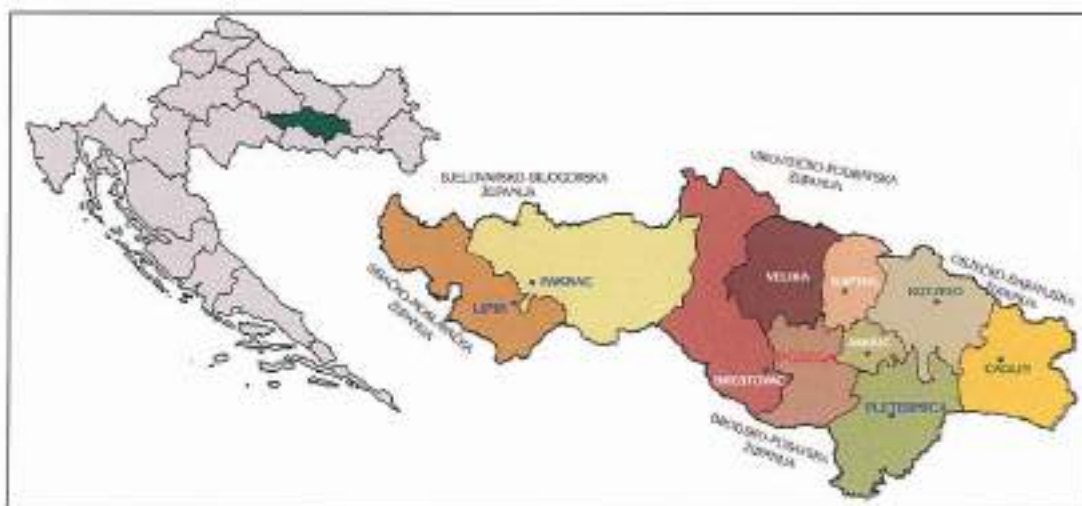 BJELOVARSKO-BILOGORSKA
ŽUPANIJA
VIROVITIČKO-PODRAVSKA
ŽUPANIJA
OSJEČKO-BARANJSKA
ŽUPANIJA
ŽUPANIJA
PAKRAC
LIPIK
VELIKA
KAPTOL
KUTJEVO
JAKŠIĆ
ČAGLIN
BRESTOVAC
PLETERNICA
BRODSKO-POSAVSKA
ŽUPANIJA